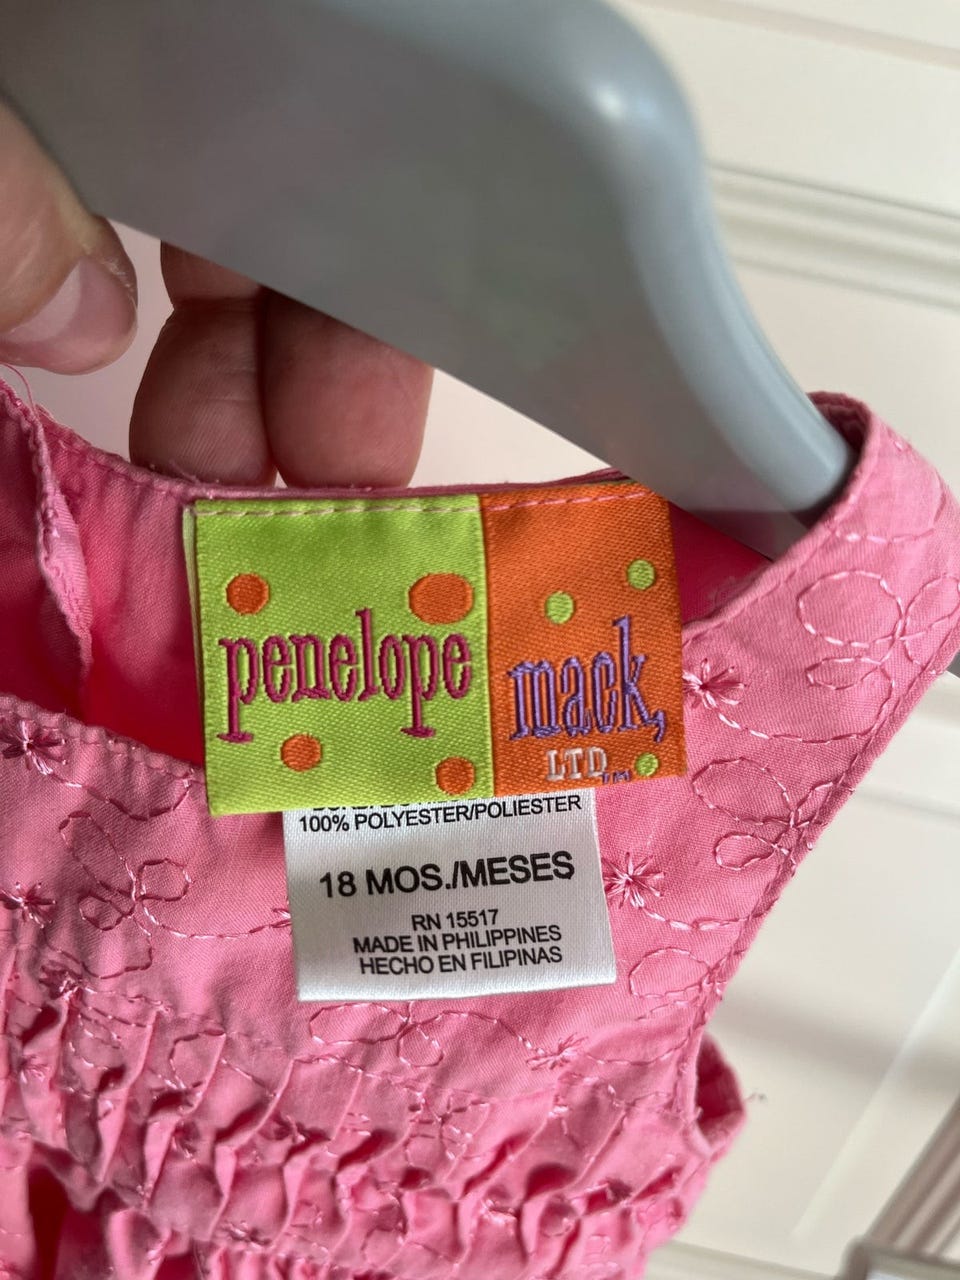 penelope
mack,
LTD
100% POLYESTER/POLIESTER
18 MOS./MESES
RN 15517
MADE IN PHILIPPINES
HECHO EN FILIPINAS